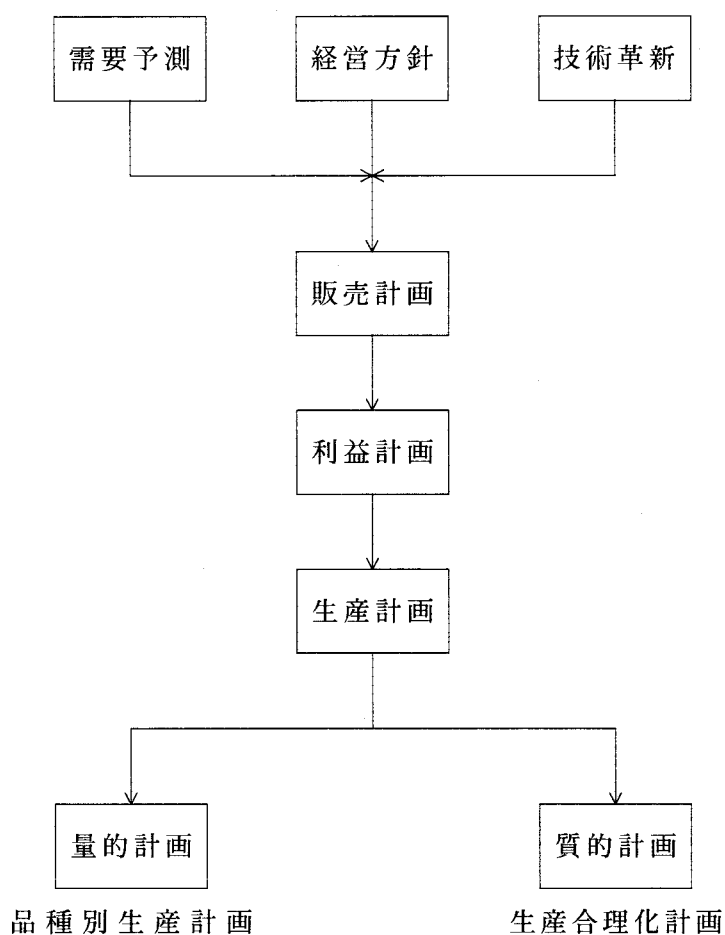 需要予測
経営方針
技術革新
販売計画
利益計画
生産計画
量的計画
質的計画
品種別生産計画
生産合理化計画